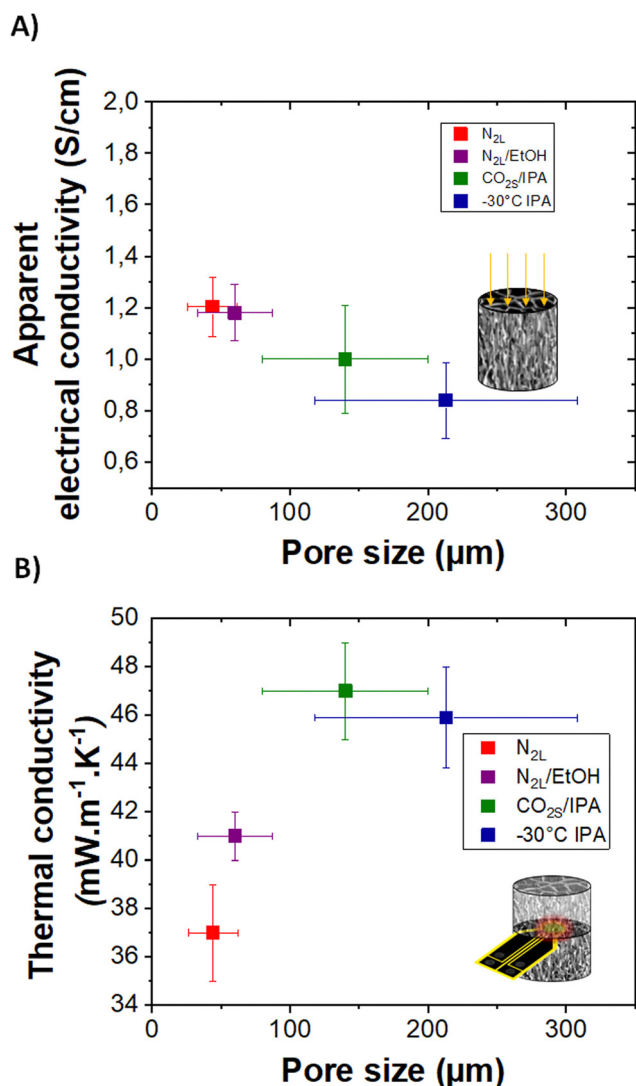 A)
Apparent
electrical conductivity (S/cm)
2,0
1,8
1,6
1,4
1,2
1,0
0,8
0,6
N2L
N2L/EtOH
CO2S/IPA
-30°C IPA
0 100 200 300
Pore size (µm)
B)
Thermal conductivity
(mW.m-1.K-1)
50
48
46
44
42
40
38
36
34
N2L
N2L/EtOH
CO2S/IPA
-30°C IPA
0 100 200 300
Pore size (µm)